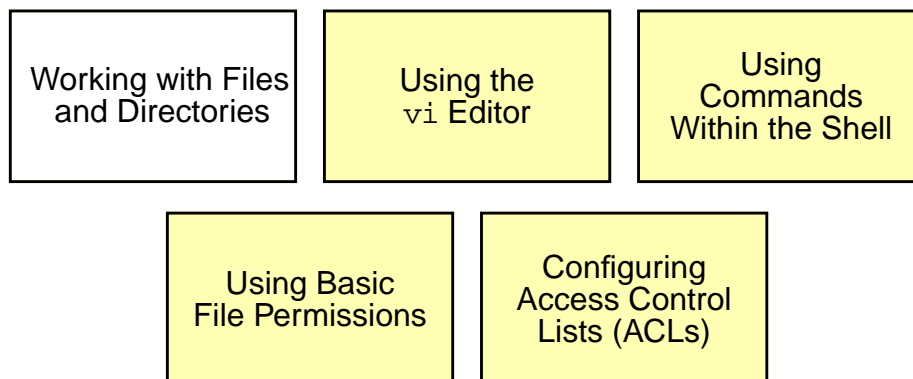 Working with Files
and Directories
Using the
vi Editor
Using
Commands
Within the Shell
Using Basic
File Permissions
Configuring
Access Control
Lists (ACLs)